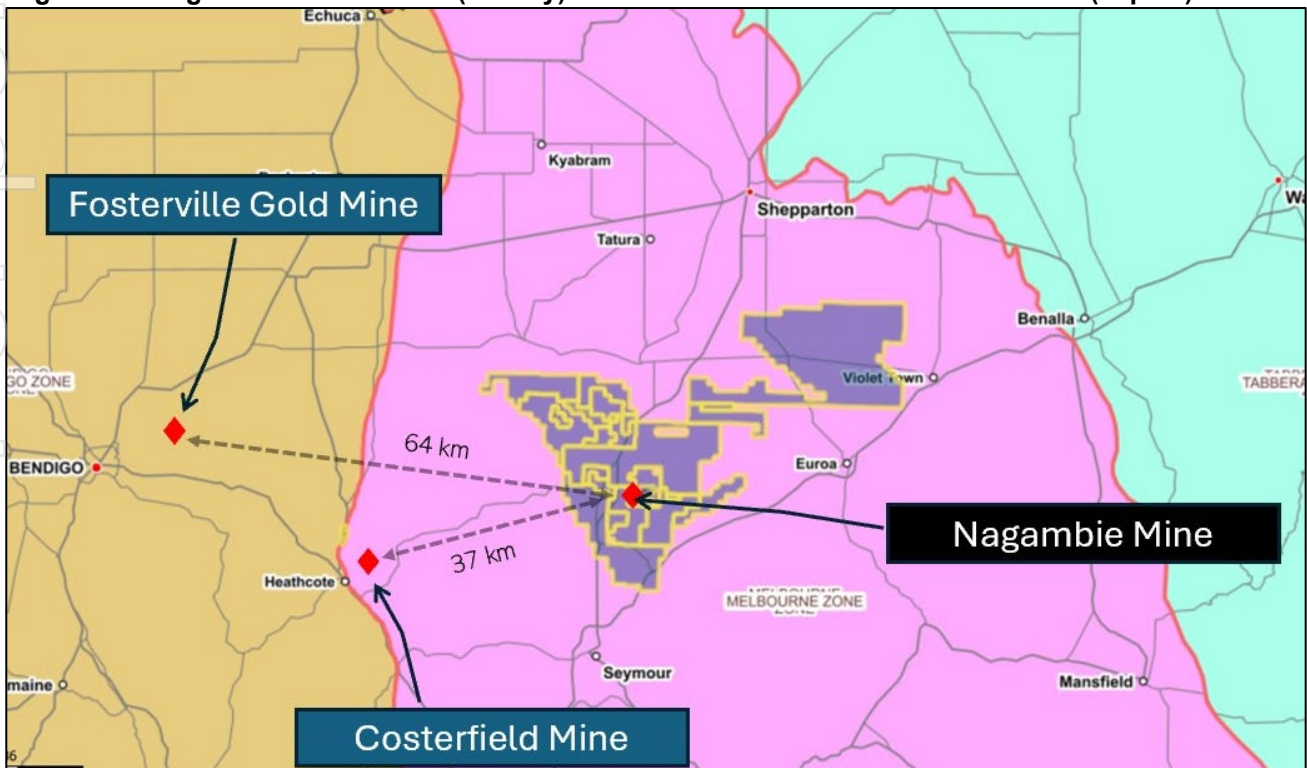 Echuca
Kyabram
Fosterville Gold Mine
Shepparton
Tatura
Benalla
Violet Town
64 km
BENDIGO
Euroa
Nagambie Mine
37 km
Heathcote
MELBOURNE ZONE
Seymour
Mansfield
Costerfield Mine